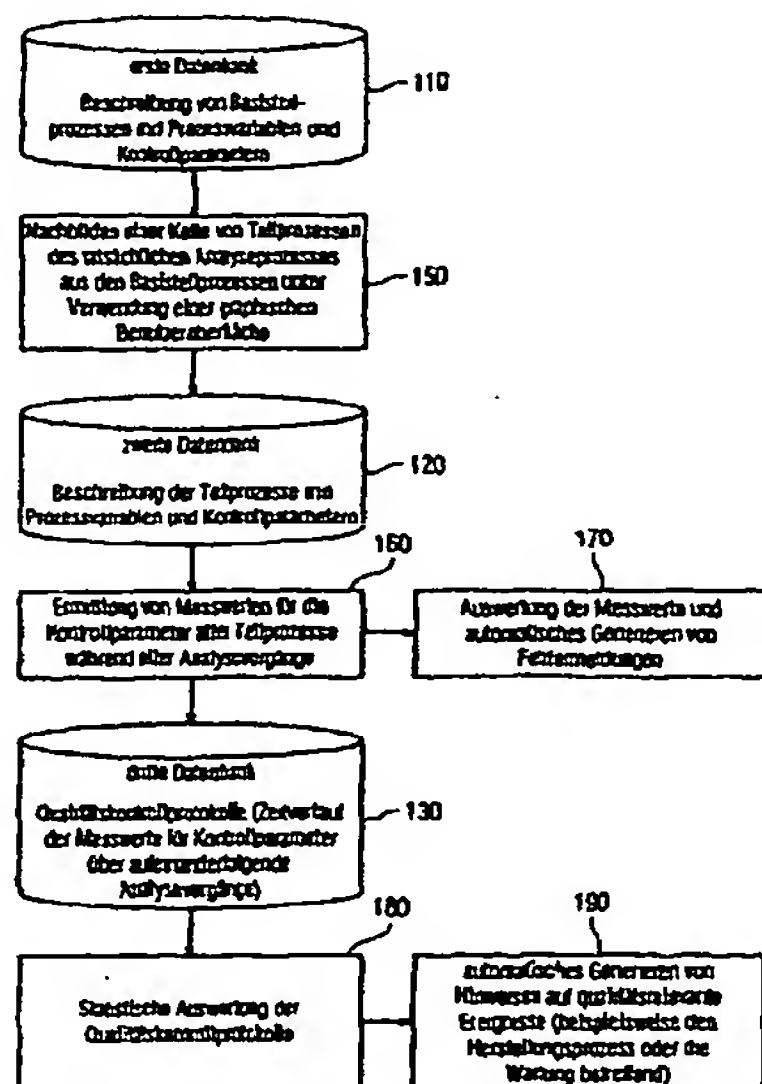 erste Datenbank
110
Beschreibung von Basisteil-
prozessen mit Prozessvariablen und
Kontrollparametern
Nachbilden einer Kette von Teilprozessen
des tatsächlichen Analyseprozesses
aus den Basisteilprozessen unter
Verwendung einer graphischen
Benutzeroberfläche
150
zweite Datenbank
120
Beschreibung der Teilprozesse mit
Prozessvariablen und Kontrollparametern
160
170
Ermittlung von Messwerten für die
Kontrollparameter aller Teilprozesse
während aller Analysevorgänge
Auswertung der Messwerte und
automatisches Generieren von
Fehlermeldungen
dritte Datenbank
Qualitätskontrollprotokolle (Zeitverlauf
der Messwerte für Kontrollparameter
über aufeinanderfolgende
Analysevorgänge)
130
180
190
Statistische Auswertung der
Qualitätskontrollprotokolle
automatisches Generieren von
Hinweisen auf qualitätsrelevante
Ereignisse (beispielsweise den
Herstellungsprozess oder die
Wartung betreffend)